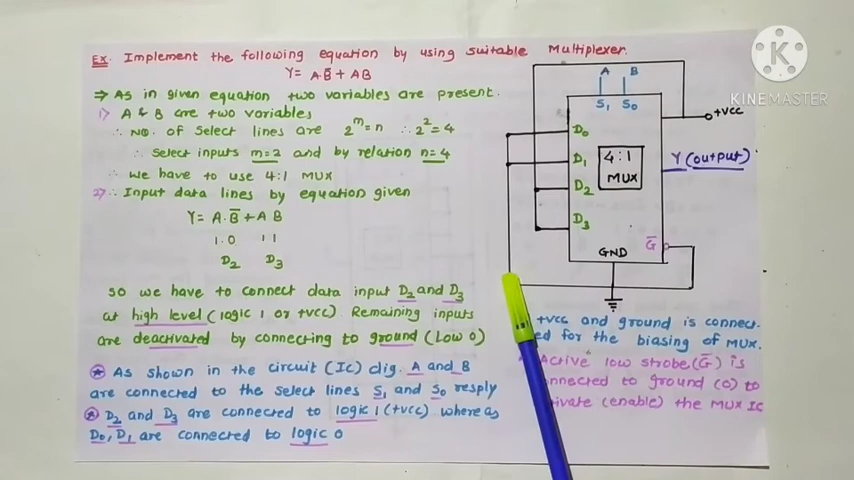 Ex. Implement the following equation by using suitable Multiplexer.
Y = A B̅ + A B
⇒ As in given equation two variables are present.
1) A & B are two variables
∴ No. of Select lines are 2^m = n ∴ 2^2 = 4
∴ Select inputs m=2 and by relation n=4
∴ We have to use 4:1 MUX
2) ∴ Input data lines by equation given
Y = A.B̅ + A B
1.0 1 1
D2 D3
So we have to connect data input D2 and D3
at high level (logic 1 or +vcc). Remaining inputs
are deactivated by connecting to ground (Low 0)
As shown in the circuit (IC) dig. A and B
are connected to the select lines S1 and S0 resply
D2 and D3 are connected to logic 1 (+vcc) where as
D0, D1 are connected to logic 0
A B
S1 S0
+vcc
D0
D1
D2
D3
4:1
MUX
Y (output)
G̅
GND
+vcc and ground is connect-
ed for the biasing of MUX.
Active low strobe (G̅) is
connected to ground (0) to
(enable) the MUX IC
KINEMASTER